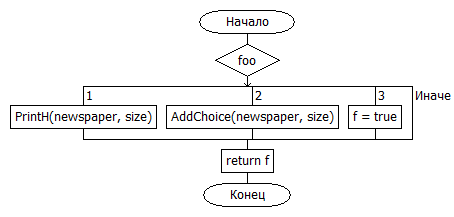 Начало
foo
1
2
3
Иначе
PrintH(newspaper, size)
AddChoice(newspaper, size)
f = true
return f
Конец